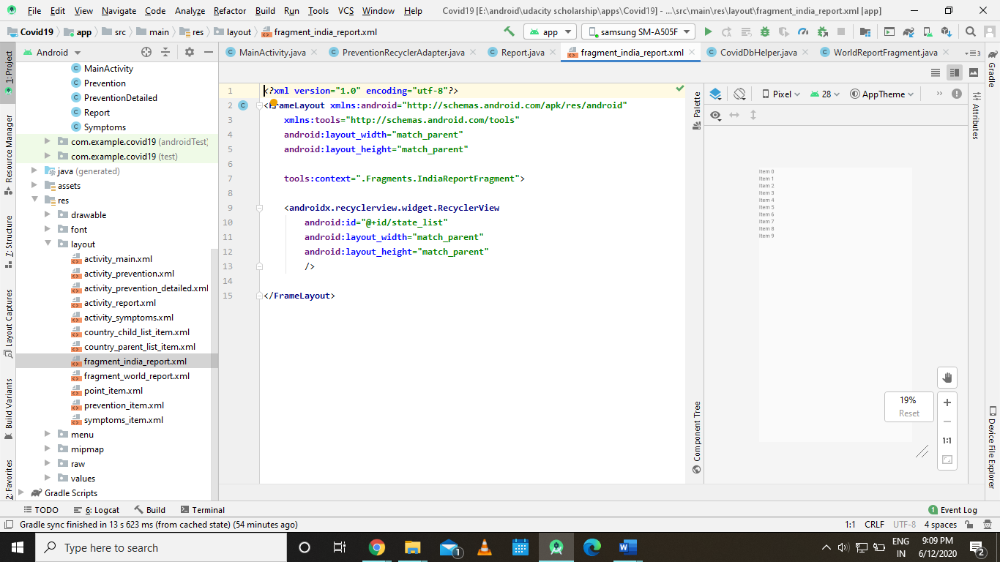 File Edit View Navigate Code Analyze Refactor Build Run Tools VCS Window Help Covid19 [E:\android\udacity scholarship\apps\Covid19] - ...\src\main\res\layout\fragment_india_report.xml [app]
Covid19 app src main res layout fragment_india_report.xml app samsung SM-A505F
Android
MainActivity.java PreventionRecyclerAdapter.java Report.java fragment_india_report.xml CovidDbHelper.java WorldReportFragment.java 3
1: Project
Resource Manager
7: Structure
Layout Captures
Build Variants
2: Favorites
MainActivity
Prevention
PreventionDetailed
Report
Symptoms
com.example.covid19 (androidTest)
com.example.covid19 (test)
java (generated)
assets
res
drawable
font
layout
activity_main.xml
activity_prevention.xml
activity_prevention_detailed.xml
activity_report.xml
activity_symptoms.xml
country_child_list_item.xml
country_parent_list_item.xml
fragment_india_report.xml
fragment_world_report.xml
point_item.xml
prevention_item.xml
symptoms_item.xml
menu
mipmap
raw
values
Gradle Scripts
1 <?xml version="1.0" encoding="utf-8"?>
2 <FrameLayout xmlns:android="http://schemas.android.com/apk/res/android"
3 xmlns:tools="http://schemas.android.com/tools"
4 android:layout_width="match_parent"
5 android:layout_height="match_parent"
6
7 tools:context=".Fragments.IndiaReportFragment">
8
9 <androidx.recyclerview.widget.RecyclerView
10 android:id="@+id/state_list"
11 android:layout_width="match_parent"
12 android:layout_height="match_parent"
13 />
14
15 </FrameLayout>
Palette
Component Tree
Pixel 28 AppTheme
Item 0
Item 1
Item 2
Item 3
Item 4
Item 5
Item 6
Item 7
Item 8
Item 9
19%
Reset
1:1
Gradle
Attributes
Device File Explorer
TODO 6: Logcat Build Terminal 1 Event Log
Gradle sync finished in 13 s 623 ms (from cached state) (54 minutes ago) 1:1 CRLF UTF-8 4 spaces
Type here to search 1 ENG 9:09 PM
IN 6/12/2020 2